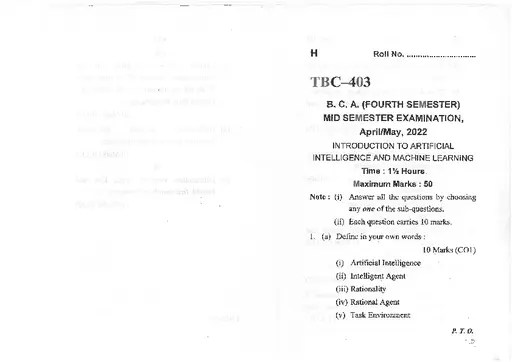 H Roll No. ..............................
TBC–403
B. C. A. (FOURTH SEMESTER)
MID SEMESTER EXAMINATION,
April/May, 2022
INTRODUCTION TO ARTIFICIAL
INTELLIGENCE AND MACHINE LEARNING
Time : 1½ Hours
Maximum Marks : 50
Note : (i) Answer all the questions by choosing
any one of the sub-questions.
(ii) Each question carries 10 marks.
1. (a) Define in your own words :
10 Marks (CO1)
(i) Artificial Intelligence
(ii) Intelligent Agent
(iii) Rationality
(iv) Rational Agent
(v) Task Environment
P. T. O.